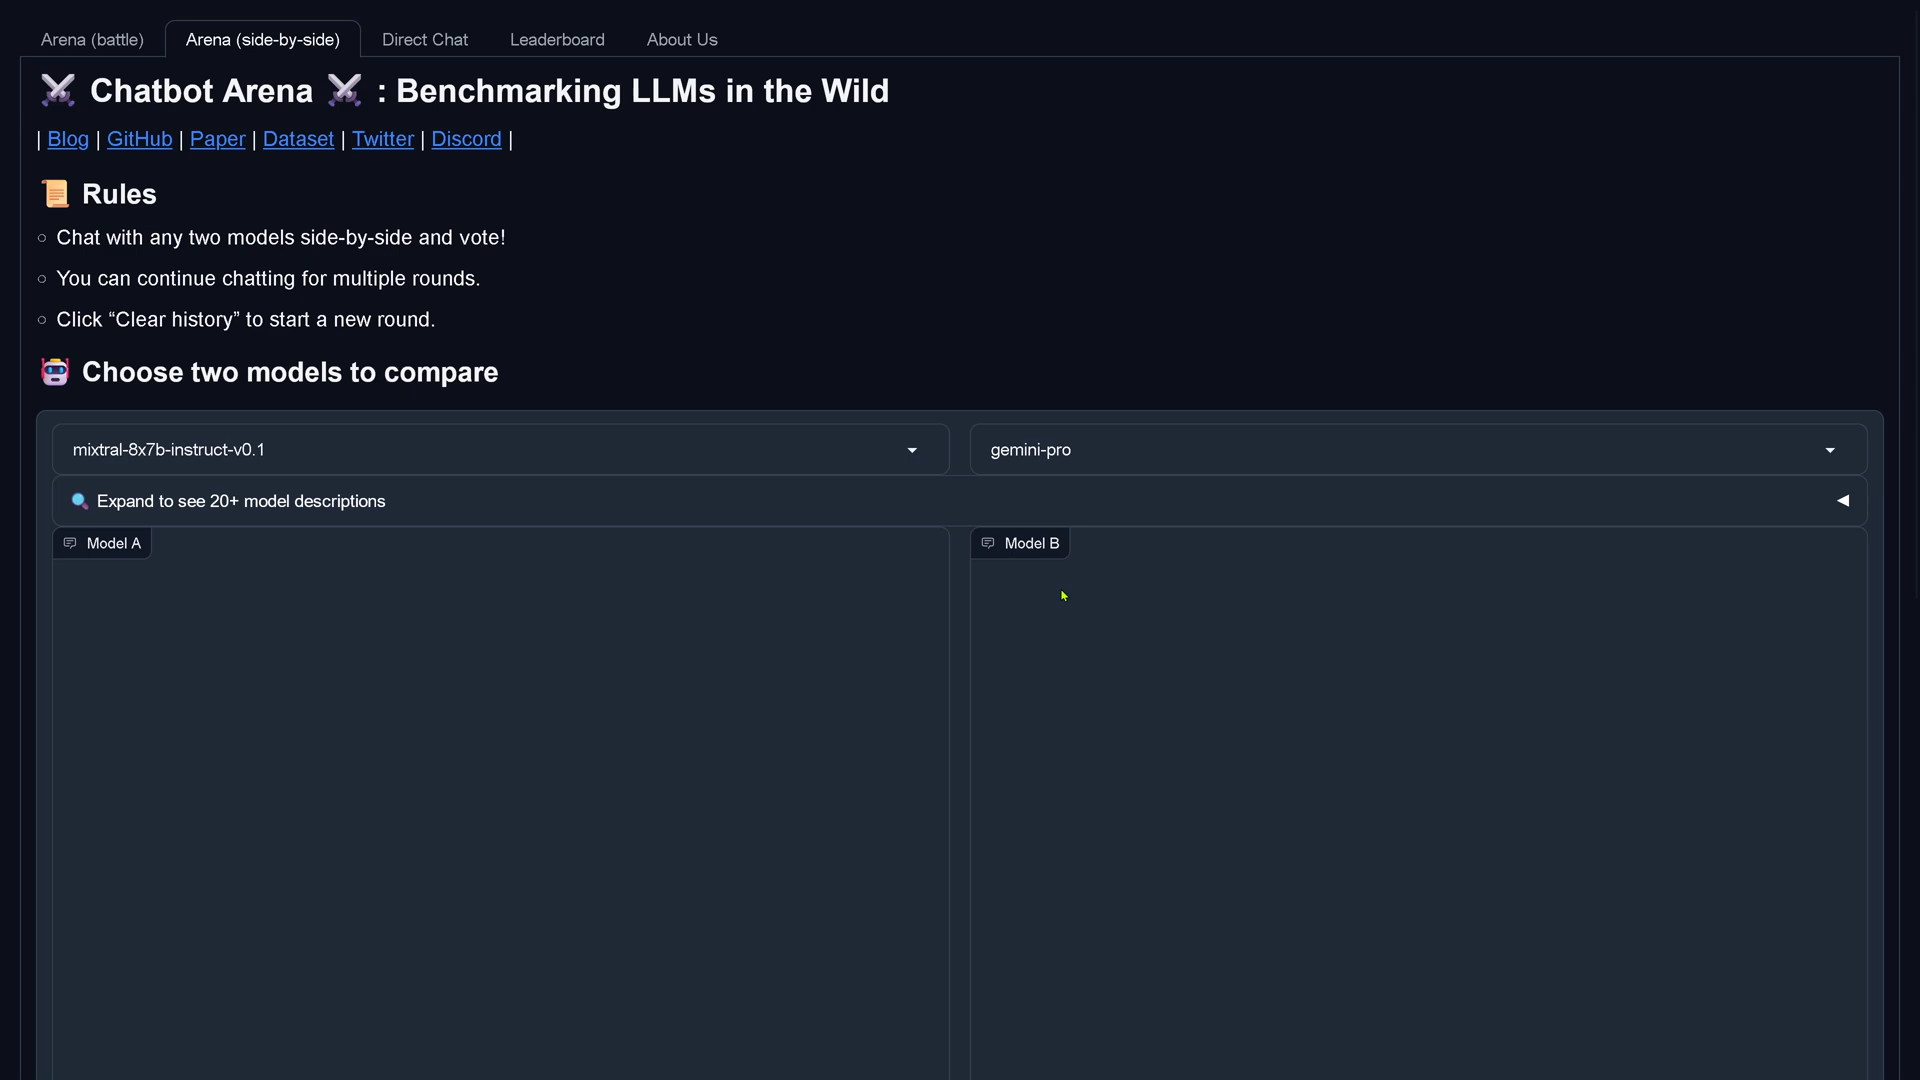 Arena (battle) Arena (side-by-side) Direct Chat Leaderboard About Us
⚔️ Chatbot Arena ⚔️ : Benchmarking LLMs in the Wild
| Blog | GitHub | Paper | Dataset | Twitter | Discord |
📜 Rules
Chat with any two models side-by-side and vote!
You can continue chatting for multiple rounds.
Click “Clear history” to start a new round.
🤖 Choose two models to compare
mixtral-8x7b-instruct-v0.1 gemini-pro
🔍 Expand to see 20+ model descriptions
Model A Model B